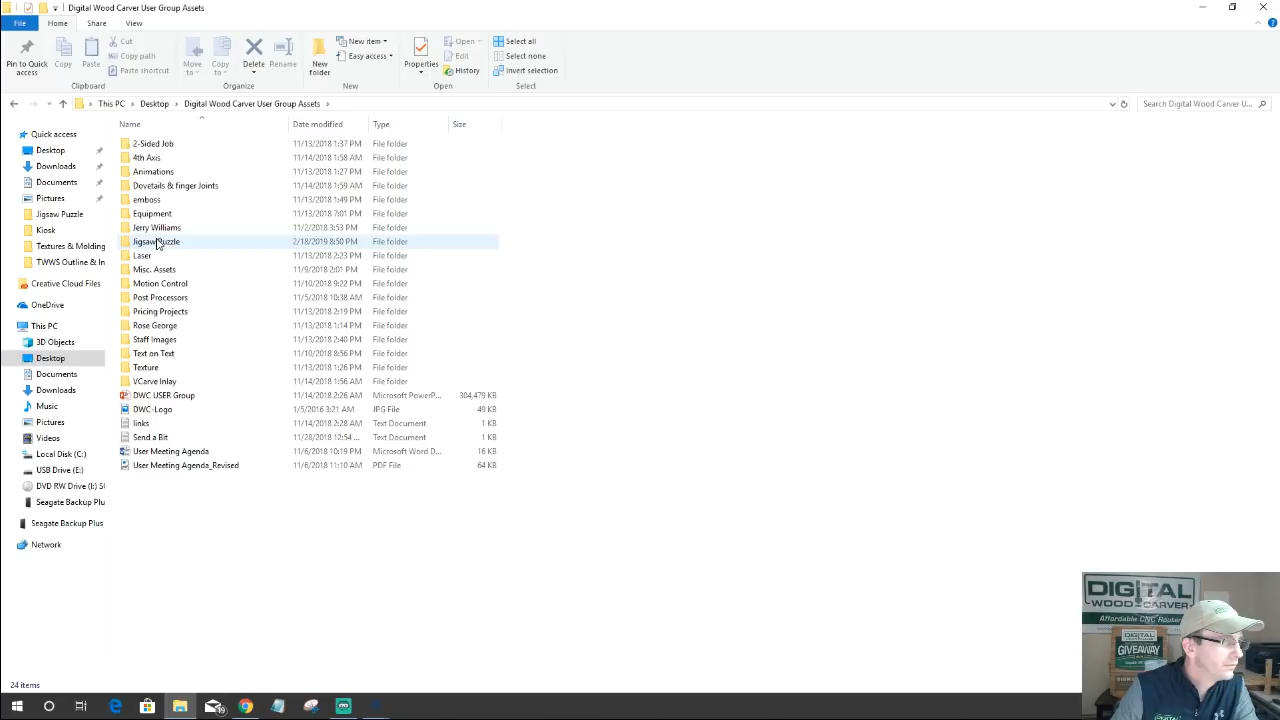 Digital Wood Carver User Group Assets
File Home Share View
Pin to Quick access
Copy
Paste
Cut
Copy path
Paste shortcut
Clipboard
Move to
Copy to
Delete
Rename
Organize
New folder
New item
Easy access
New
Properties
Open
Edit
History
Open
Select all
Select none
Invert selection
Select
This PC > Desktop > Digital Wood Carver User Group Assets >
Search Digital Wood Carver U...
Name Date modified Type Size
2-Sided Job 11/13/2018 1:37 PM File folder
4th Axis 11/14/2018 1:58 AM File folder
Animations 11/13/2018 1:27 PM File folder
Dovetails & finger Joints 11/14/2018 1:59 AM File folder
emboss 11/13/2018 1:49 PM File folder
Equipment 11/13/2018 7:01 PM File folder
Jerry Williams 11/2/2018 3:53 PM File folder
Jigsaw Puzzle 2/18/2019 8:50 PM File folder
Laser 11/13/2018 2:23 PM File folder
Misc. Assets 11/9/2018 2:01 PM File folder
Motion Control 11/10/2018 9:22 PM File folder
Post Processors 11/5/2018 10:38 AM File folder
Pricing Projects 11/13/2018 2:19 PM File folder
Rose George 11/13/2018 1:14 PM File folder
Staff Images 11/13/2018 2:40 PM File folder
Text on Text 11/10/2018 8:56 PM File folder
Texture 11/13/2018 1:26 PM File folder
VCarve Inlay 11/14/2018 1:56 AM File folder
DWC USER Group 11/14/2018 2:26 AM Microsoft PowerP... 304,479 KB
DWC-Logo 1/5/2016 3:21 AM JPG File 49 KB
links 11/14/2018 2:28 AM Text Document 1 KB
Send a Bit 11/28/2018 12:54 ... Text Document 1 KB
User Meeting Agenda 11/6/2018 10:19 PM Microsoft Word D... 16 KB
User Meeting Agenda_Revised 11/6/2018 11:10 AM PDF File 64 KB
Quick access
Desktop
Downloads
Documents
Pictures
Jigsaw Puzzle
Kiosk
Textures & Molding
TWWS Outline & In
Creative Cloud Files
OneDrive
This PC
3D Objects
Desktop
Documents
Downloads
Music
Pictures
Videos
Local Disk (C:)
USB Drive (E:)
DVD RW Drive (I:) S
Seagate Backup Plu
Seagate Backup Plus
Network
24 items
DIGITAL
WOOD-CARVER
Affordable CNC Router
DIGITAL
GIVEAWAY
DIGITAL